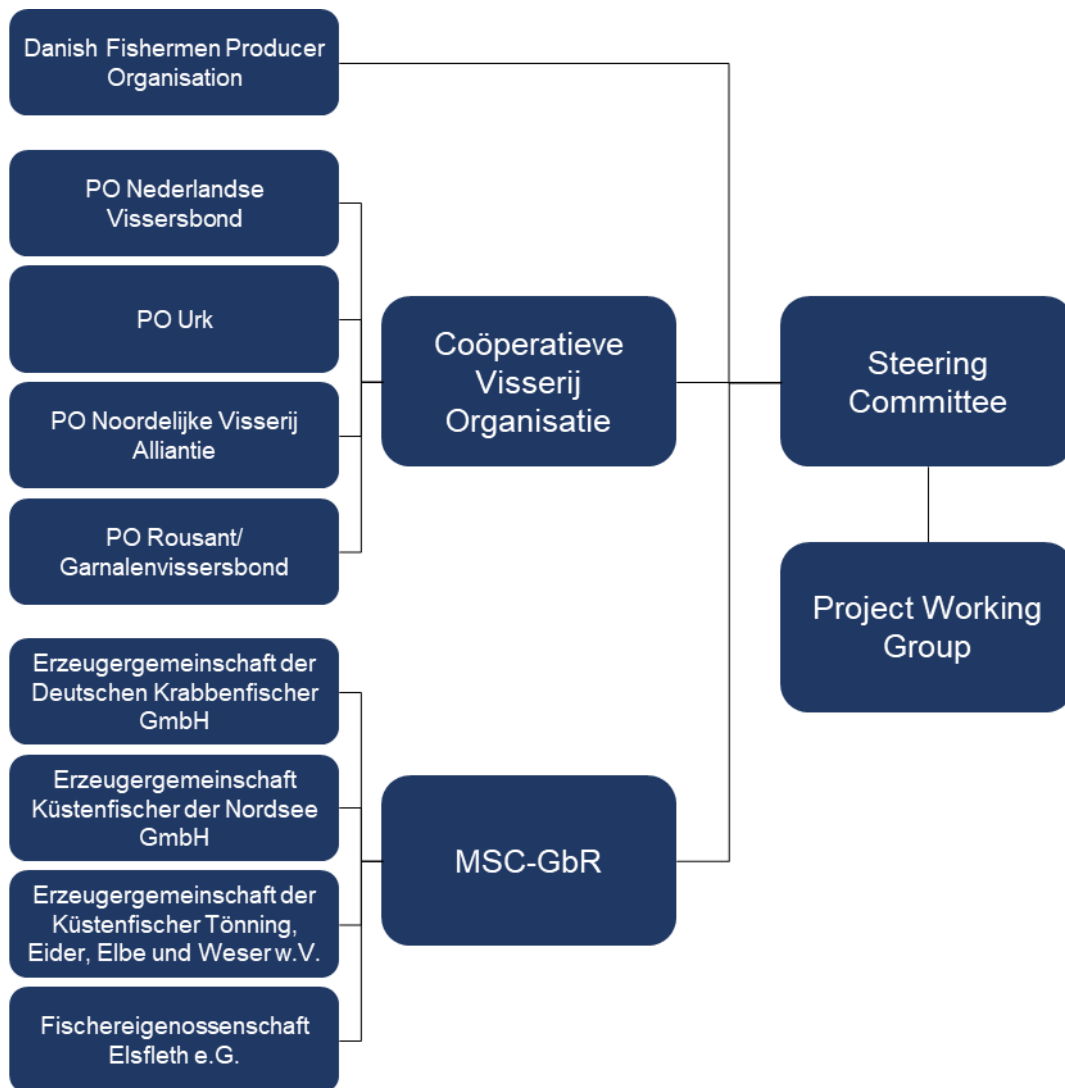 Danish Fishermen Producer
Organisation
PO Nederlandse
Vissersbond
PO Urk
PO Noordelijke Visserij
Alliantie
PO Rousant/
Garnalenvissersbond
Erzeugergemeinschaft der
Deutschen Krabbenfischer
GmbH
Erzeugergemeinschaft
Küstenfischer der Nordsee
GmbH
Erzeugergemeinschaft der
Küstenfischer Tönning,
Eider, Elbe und Weser w.V.
Fischereigenossenschaft
Elsfleth e.G.
Coöperatieve
Visserij
Organisatie
MSC-GbR
Steering
Committee
Project Working
Group